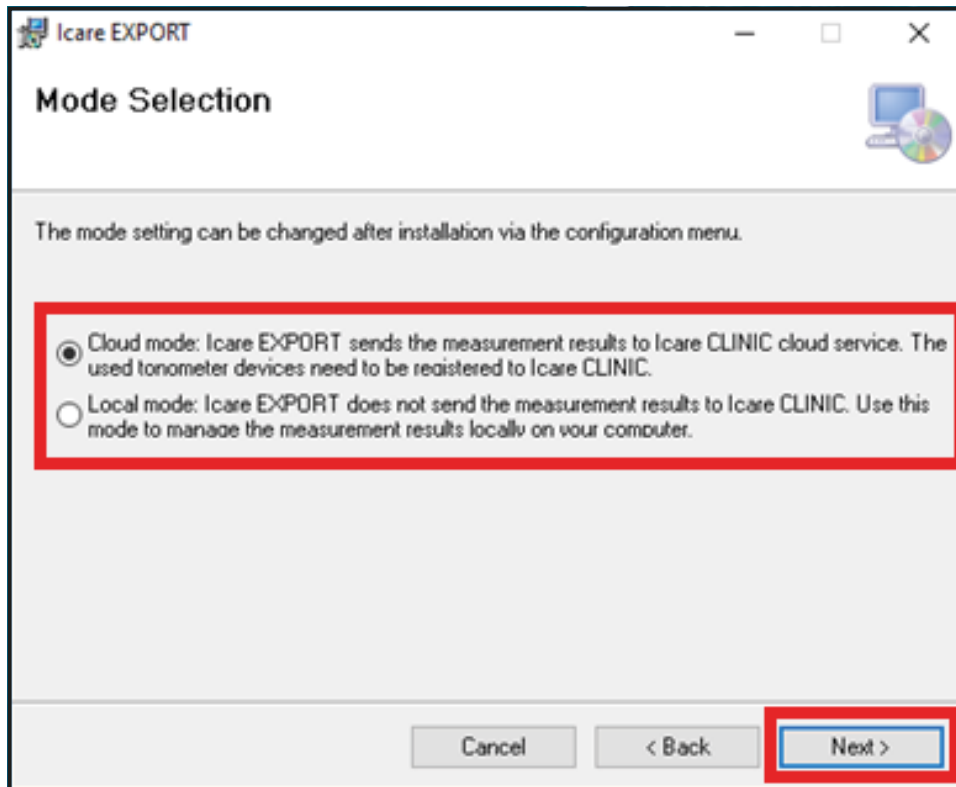 Icare EXPORT
Mode Selection
The mode setting can be changed after installation via the configuration menu.
Cloud mode: Icare EXPORT sends the measurement results to Icare CLINIC cloud service. The
used tonometer devices need to be registered to Icare CLINIC.
Local mode: Icare EXPORT does not send the measurement results to Icare CLINIC. Use this
mode to manage the measurement results locally on your computer.
Cancel
< Back
Next >